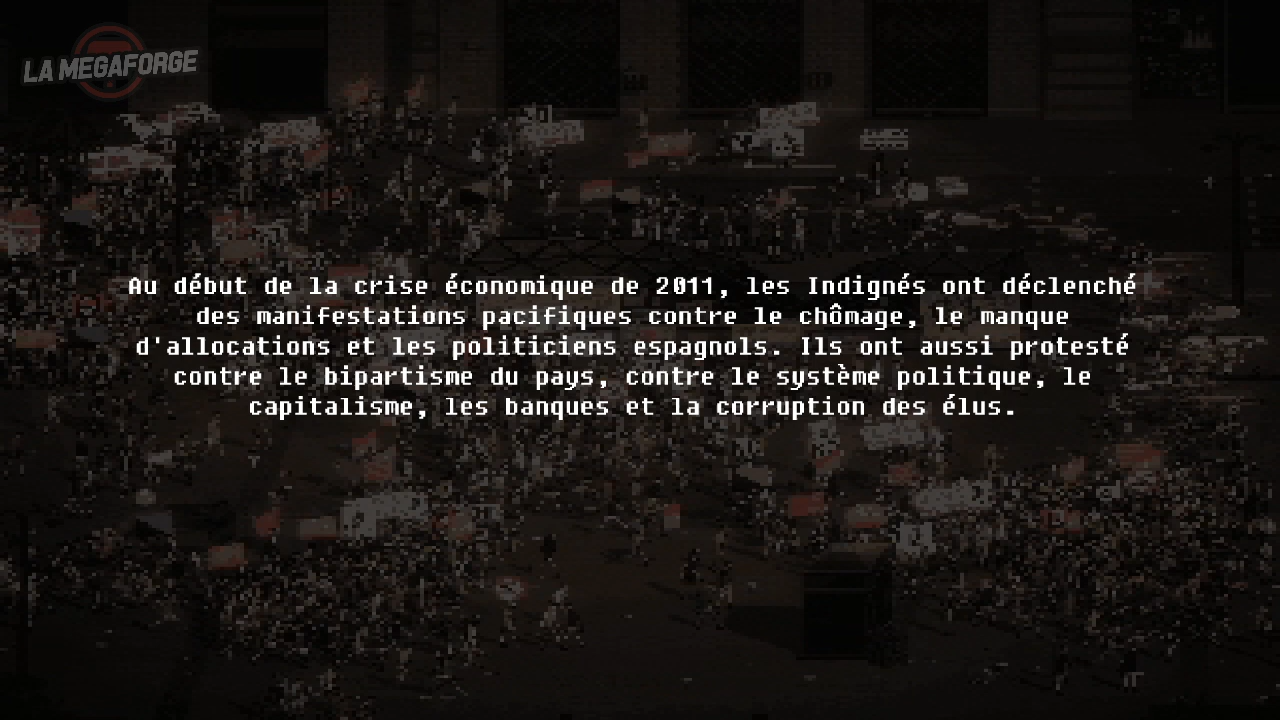 LA MEGAFORGE
Au début de la crise économique de 2011, les Indignés ont déclenché
des manifestations pacifiques contre le chômage, le manque
d'allocations et les politiciens espagnols. Ils ont aussi protesté
contre le bipartisme du pays, contre le système politique, le
capitalisme, les banques et la corruption des élus.